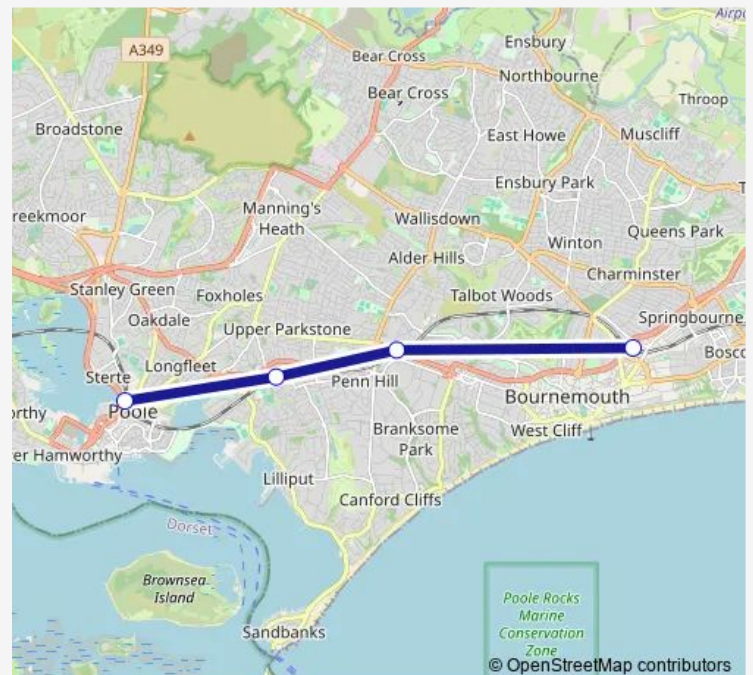 Airpo
A349
Ensbury
Bear Cross
Northbourne
Bear Cross
Throop
Broadstone
East Howe
Muscliff
Ensbury Park
T
reekmoor
Manning's
Heath
Wallisdown
Queens Park
Winton
Alder Hills
Charminster
Stanley Green
Foxholes
Talbot Woods
Oakdale
Upper Parkstone
Springbourne
Longfleet
Bosco
Sterte
Penn Hill
Poole
Bournemouth
orthy
Branksome
Park
West Cliff
er Hamworthy
Lilliput
Canford Cliffs
Dorset
Brownsea
Island
Poole Rocks
Marine
Conservation
Zone
Sandbanks
© OpenStreetMap contributors